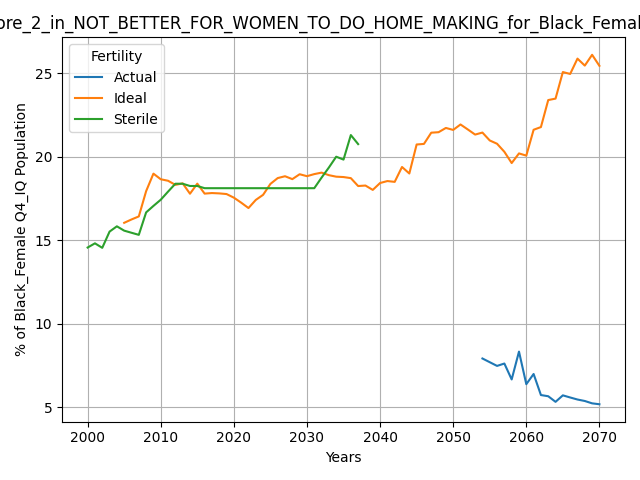 ore_2_in_NOT_BETTER_FOR_WOMEN_TO_DO_HOME_MAKING_for_Black_Femal
Fertility
Actual
Ideal
Sterile
% of Black_Female Q4_IQ Population
25
20
15
10
5
2000 2010 2020 2030 2040 2050 2060 2070
Years